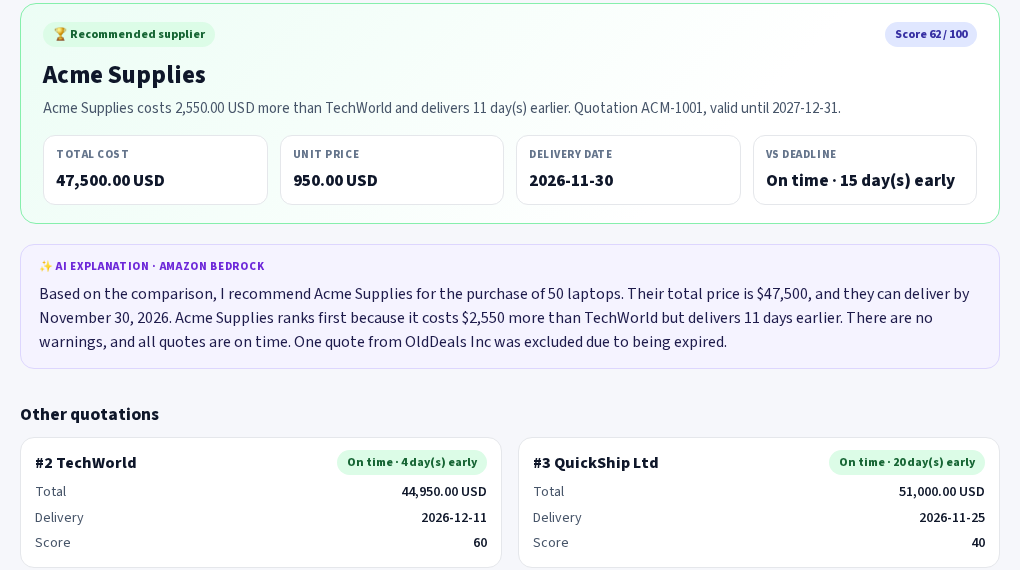 🏆 Recommended supplier
Score 62 / 100
Acme Supplies
Acme Supplies costs 2,550.00 USD more than TechWorld and delivers 11 day(s) earlier. Quotation ACM-1001, valid until 2027-12-31.
TOTAL COST
47,500.00 USD
UNIT PRICE
950.00 USD
DELIVERY DATE
2026-11-30
VS DEADLINE
On time · 15 day(s) early
✨ AI EXPLANATION · AMAZON BEDROCK
Based on the comparison, I recommend Acme Supplies for the purchase of 50 laptops. Their total price is $47,500, and they can deliver by
November 30, 2026. Acme Supplies ranks first because it costs $2,550 more than TechWorld but delivers 11 days earlier. There are no
warnings, and all quotes are on time. One quote from OldDeals Inc was excluded due to being expired.
Other quotations
#2 TechWorld
On time · 4 day(s) early
Total 44,950.00 USD
Delivery 2026-12-11
Score 60
#3 QuickShip Ltd
On time · 20 day(s) early
Total 51,000.00 USD
Delivery 2026-11-25
Score 40